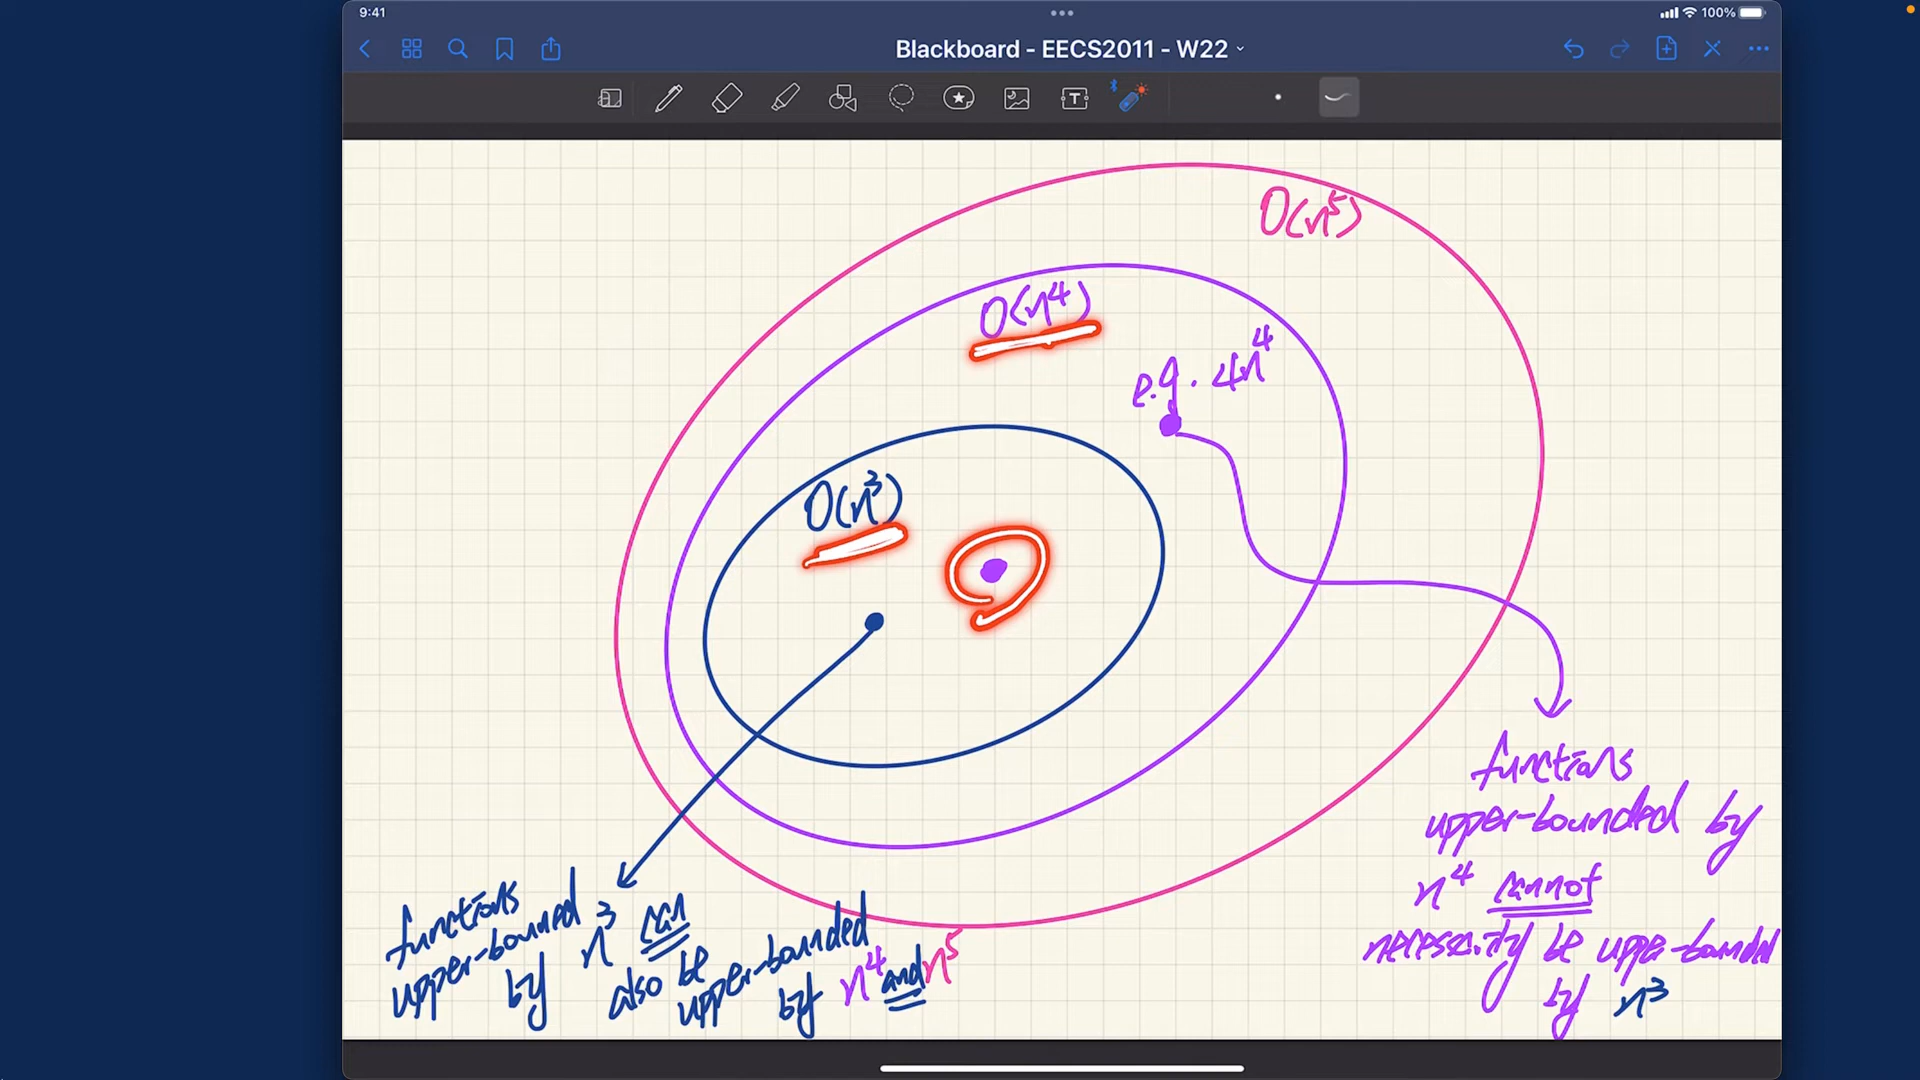 9:41
100%
Blackboard - EECS2011 - W22
O(n⁵)
O(n⁴)
e.g. 4n⁴
O(n³)
functions
upper-bounded
by n³ can
also be
upper-bounded
by n⁴ and n⁵
functions
upper-bounded by
n⁴ cannot
necessarily be upper-bounded
by n³